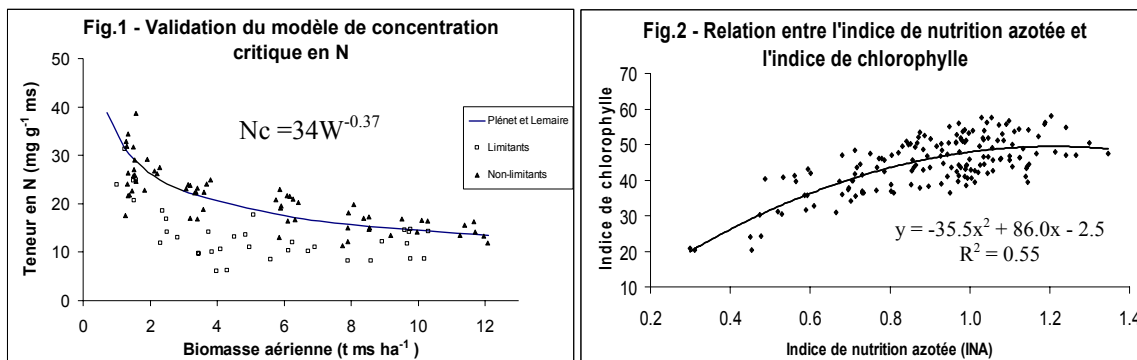 Fig.1 - Validation du modèle de concentration
critique en N
Teneur en N (mg g-1 ms)
50
40
30
20
10
0
Nc =34W-0.37
Plénet et Lemaire
Limitants
Non-limitants
0 2 4 6 8 10 12
Biomasse aérienne (t ms ha-1)
Fig.2 - Relation entre l'indice de nutrition azotée et
l'indice de chlorophylle
Indice de chlorophylle
70
60
50
40
30
20
10
y = -35.5x2 + 86.0x - 2.5
R2 = 0.55
0.2 0.4 0.6 0.8 1.0 1.2 1.4
Indice de nutrition azotée (INA)